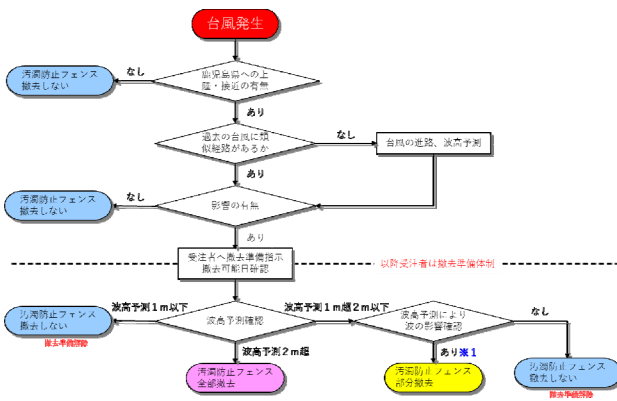 台風発生
鹿児島県への上
陸・接近の有無
なし
汚濁防止フェンス
撤去しない
あり
過去の台風に類
似経路があるか
なし
台風の進路、波高予測
あり
影響の有無
なし
汚濁防止フェンス
撤去しない
あり
受注者へ撤去準備指示
撤去可能日確認
以降受注者は撤去準備体制
波高予測1m以下
波高予測確認
波高予測1m超2m以下
波高予測により
波の影響確認
なし
汚濁防止フェンス
撤去しない
撤去準備解除
波高予測2m超
あり※1
汚濁防止フェンス
全部撤去
汚濁防止フェンス
部分撤去
汚濁防止フェンス
撤去しない
撤去準備解除